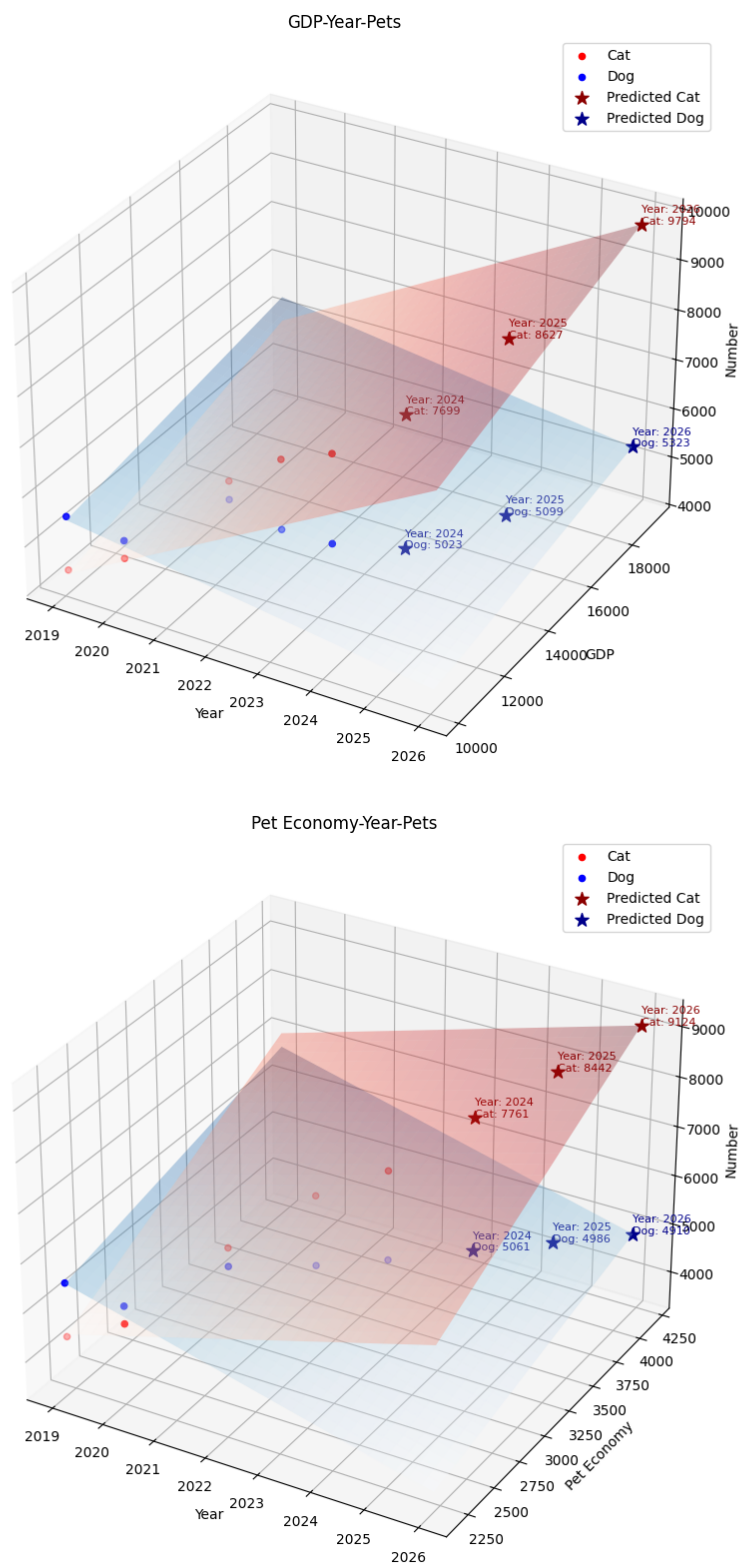 GDP-Year-Pets
Cat
Dog
Predicted Cat
Predicted Dog
Year: 2026
Cat: 9794
10000
9000
8000
7000
6000
5000
4000
Number
Year: 2025
Cat: 8627
Year: 2024
Cat: 7699
Year: 2026
Dog: 5323
Year: 2025
Dog: 5099
Year: 2024
Dog: 5023
18000
16000
14000
12000
10000
GDP
2019
2020
2021
2022
2023
2024
2025
2026
Year
Pet Economy-Year-Pets
Cat
Dog
Predicted Cat
Predicted Dog
Year: 2026
Cat: 9124
9000
8000
7000
6000
5000
4000
Number
Year: 2025
Cat: 8442
Year: 2024
Cat: 7761
Year: 2026
Dog: 4910
Year: 2025
Dog: 4986
Year: 2024
Dog: 5061
4250
4000
3750
3500
3250
3000
2750
2500
2250
Pet Economy
2019
2020
2021
2022
2023
2024
2025
2026
Year